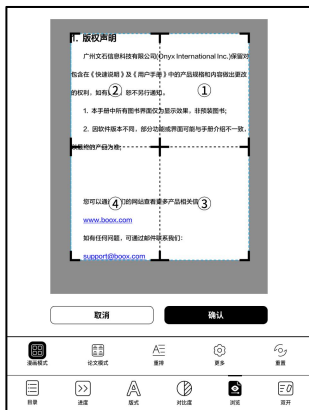 1. 版权声明
广州文石信息科技有限公司(Onyx International Inc.)保留对
包含在《快速说明》及《用户手册》中的产品规格和内容做出更改
的权利，如有 ② 恕不另行通知。 ①
1. 本手册中所有图书界面仅为显示效果，非预装图书;
2. 因软件版本不同，部分功能或界面可能与手册介绍不一致，
最终的产品为准;
您可以通过 ④ 们的网站查看更多产品相关信 ③
www.boox.com
如有任何问题，可通过邮件联系我们:
support@boox.com
取消 确认
漫画模式 论文模式 重排 更多 重置
目录 进度 版式 对比度 浏览 双开